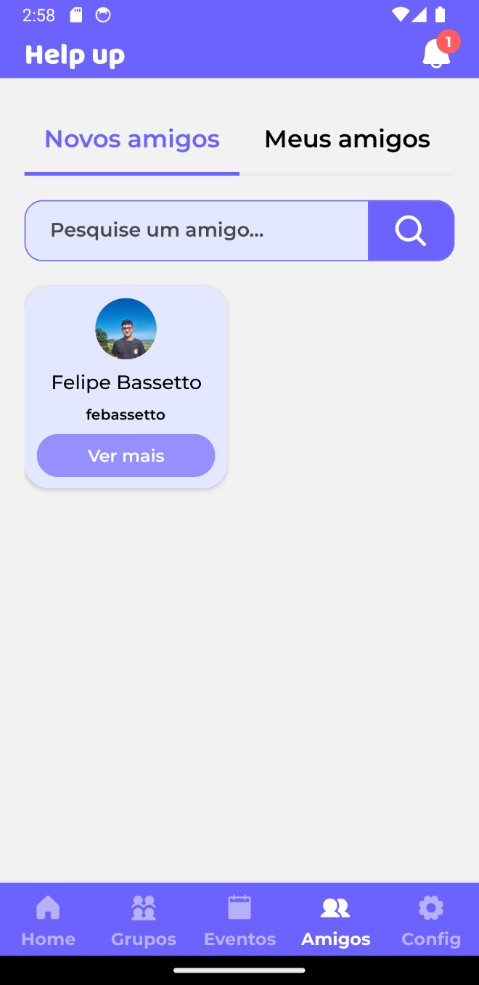 2:58
Help up
1
Novos amigos
Meus amigos
Pesquise um amigo...
Felipe Bassetto
febassetto
Ver mais
Home
Grupos
Eventos
Amigos
Config